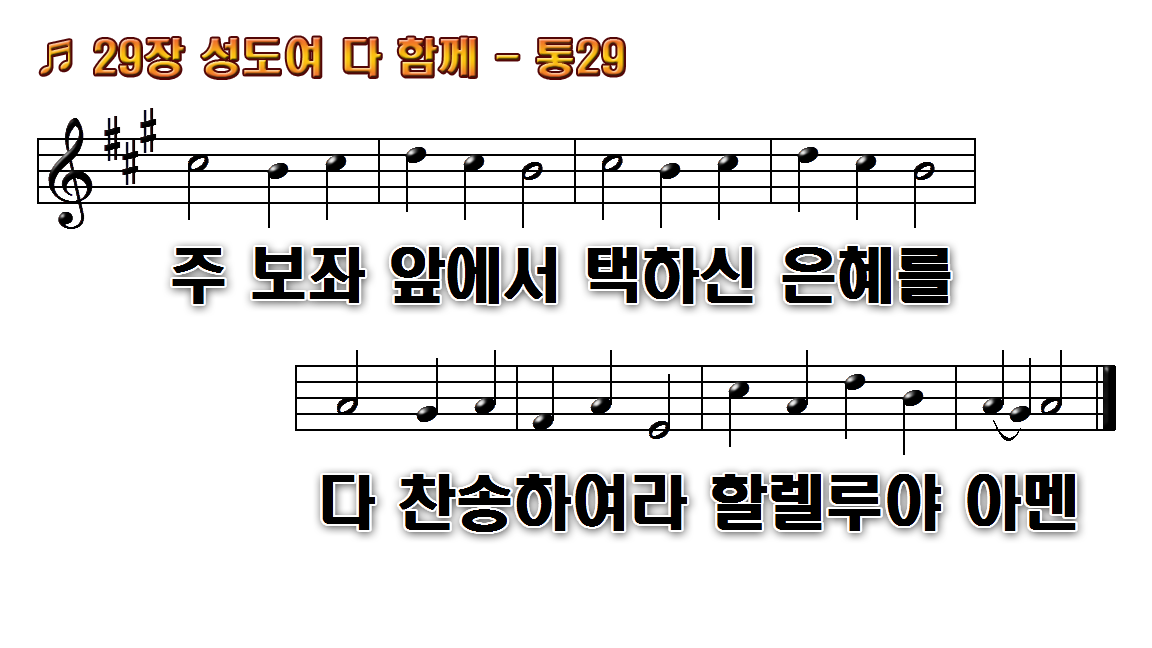 ♬ 29장 성도여 다 함께 - 통29
주 보좌 앞에서 택하신 은혜를
다 찬송하여라 할렐루야 아멘